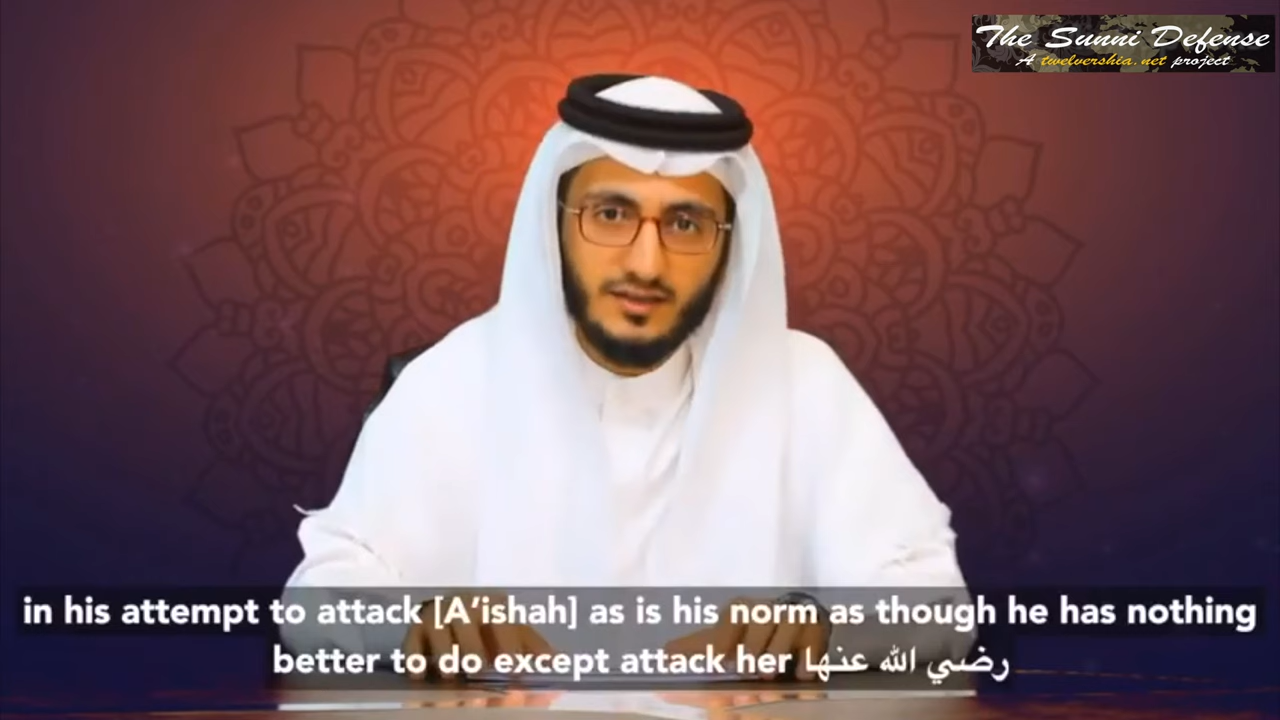 The Sunni Defense
A twelvershia.net project
in his attempt to attack [A’ishah] as is his norm as though he has nothing
better to do except attack her رضي الله عنها